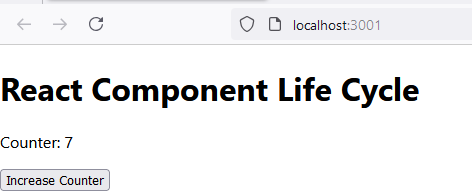 localhost:3001
React Component Life Cycle
Counter: 7
Increase Counter